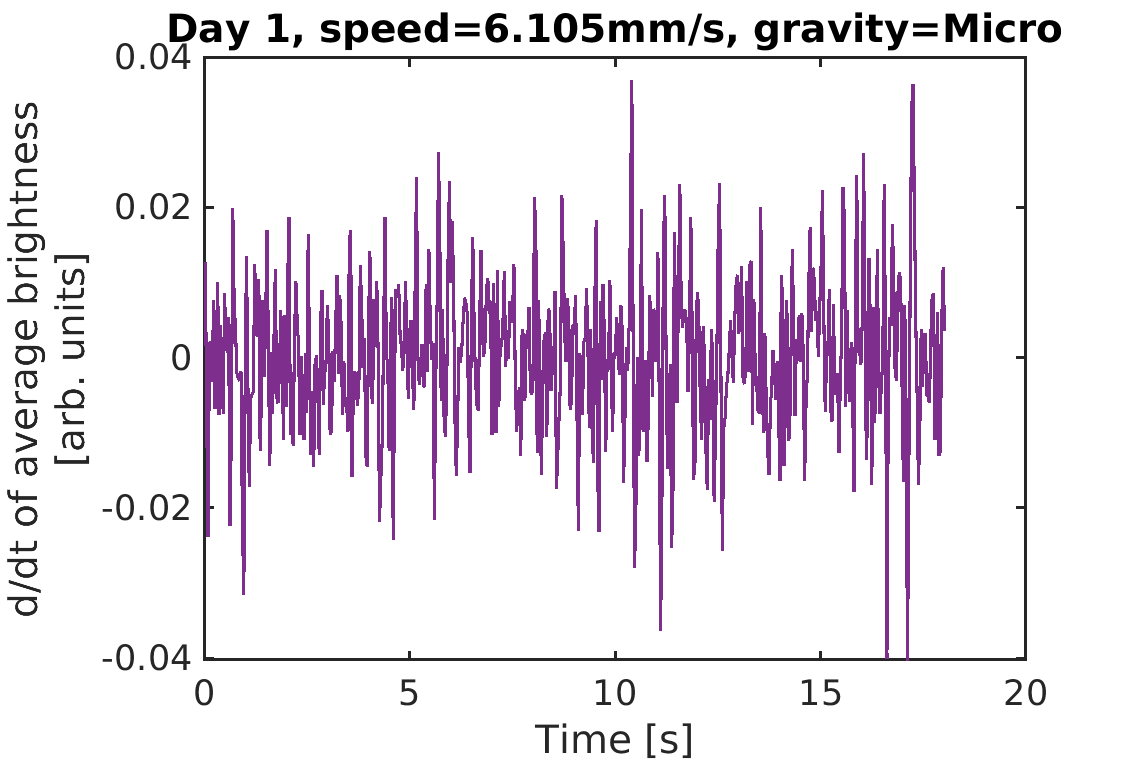 Day 1, speed=6.105mm/s, gravity=Micro
d/dt of average brightness
[arb. units]
0.04
0.02
0
-0.02
-0.04
0
5
10
15
20
Time [s]